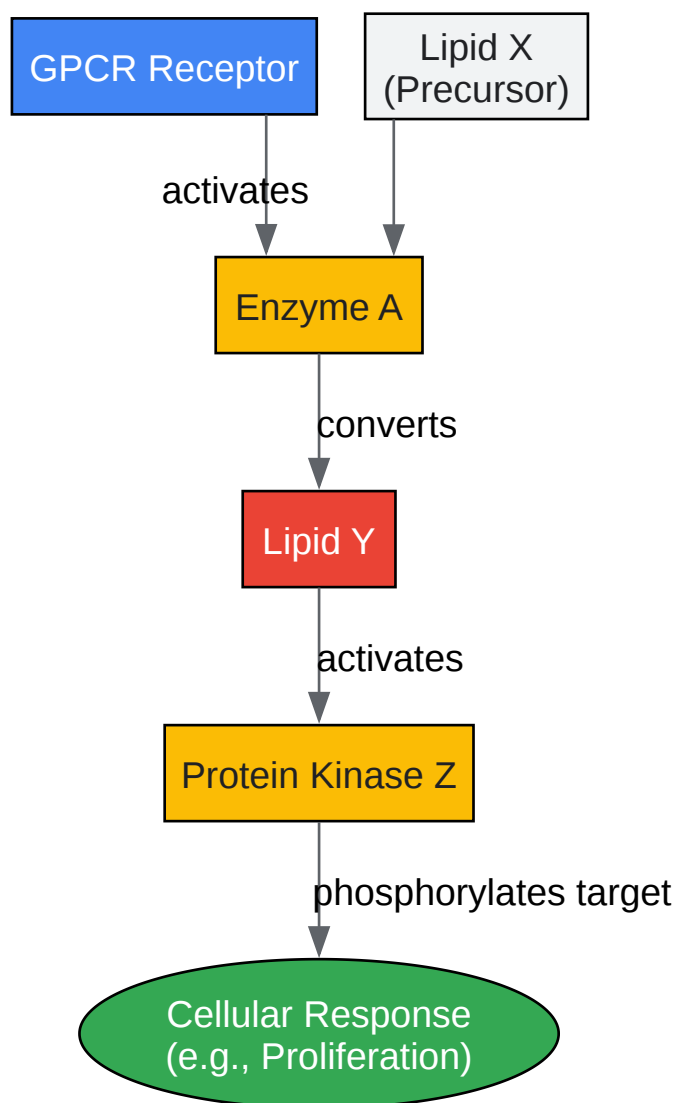 GPCR Receptor
Lipid X
(Precursor)
activates
Enzyme A
converts
Lipid Y
activates
Protein Kinase Z
phosphorylates target
Cellular Response
(e.g., Proliferation)